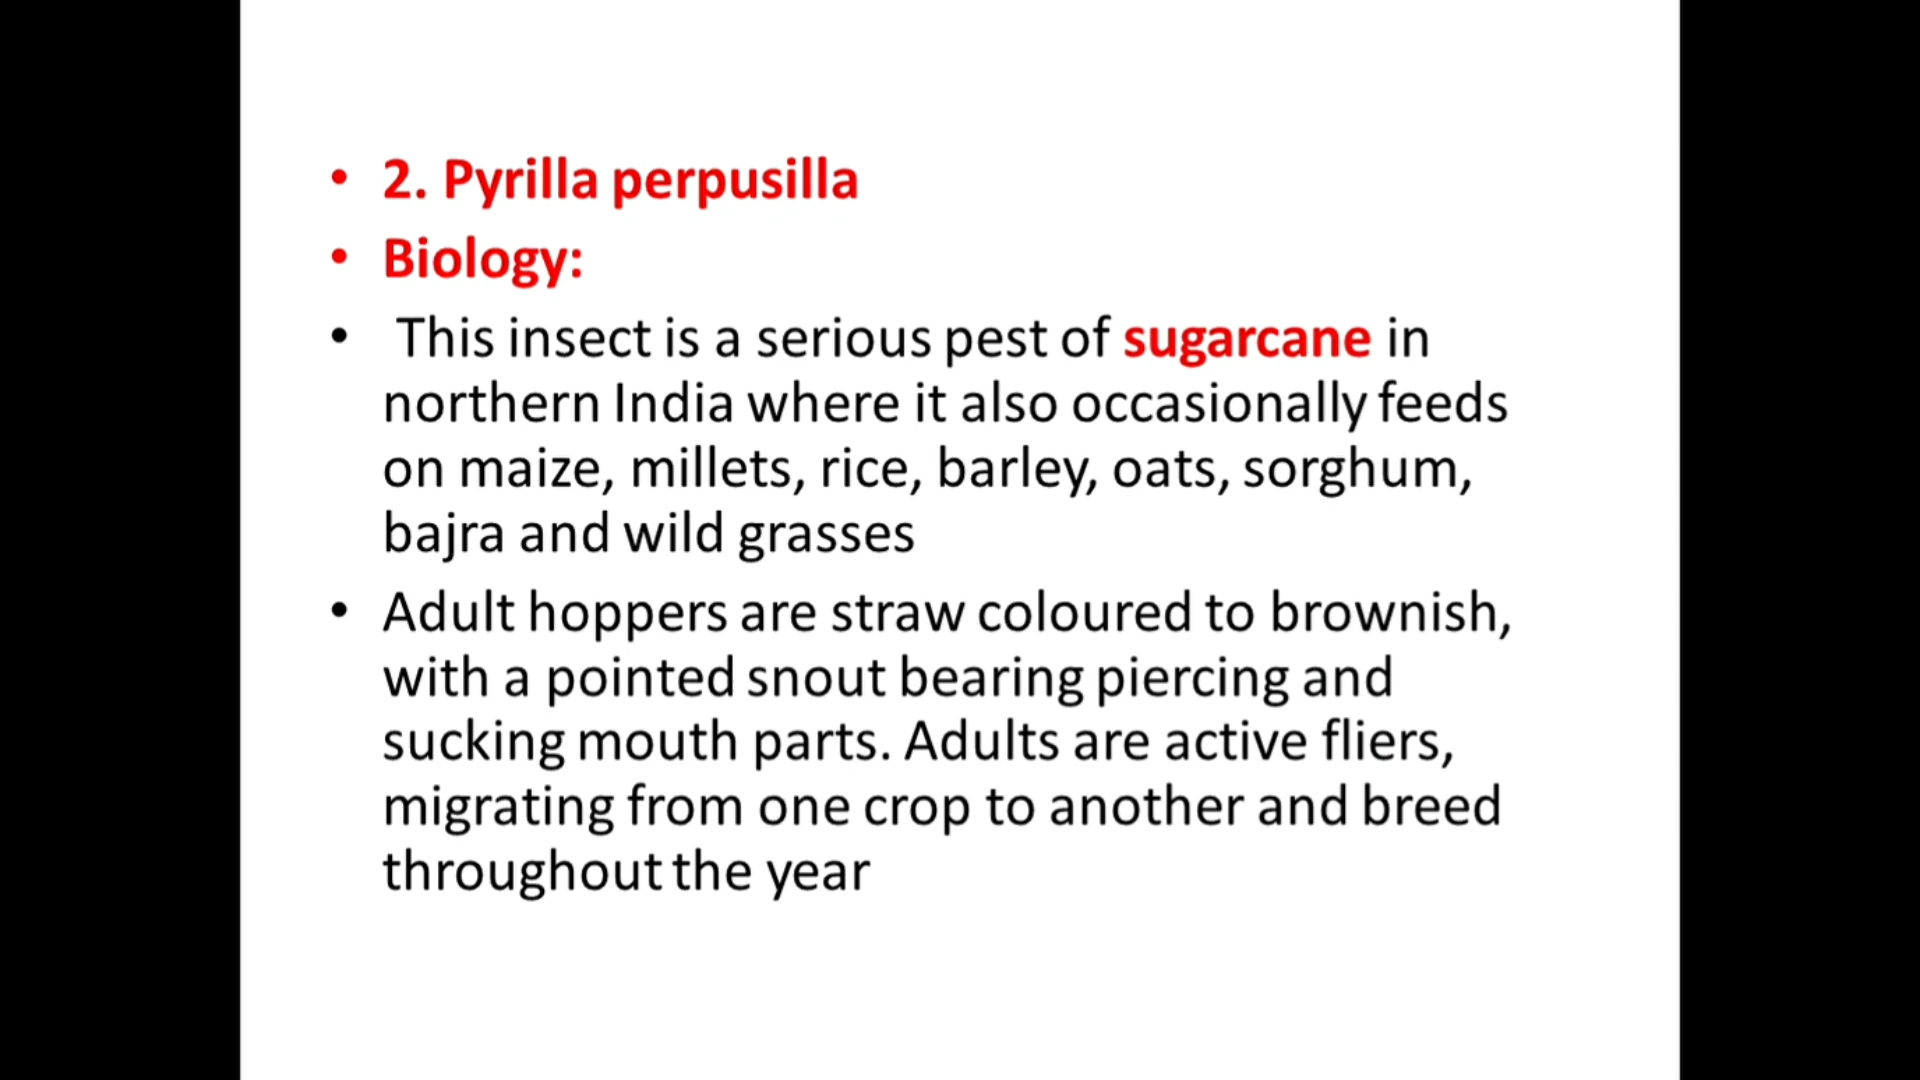 • 2. Pyrilla perpusilla
• Biology:
• This insect is a serious pest of sugarcane in
northern India where it also occasionally feeds
on maize, millets, rice, barley, oats, sorghum,
bajra and wild grasses
• Adult hoppers are straw coloured to brownish,
with a pointed snout bearing piercing and
sucking mouth parts. Adults are active fliers,
migrating from one crop to another and breed
throughout the year